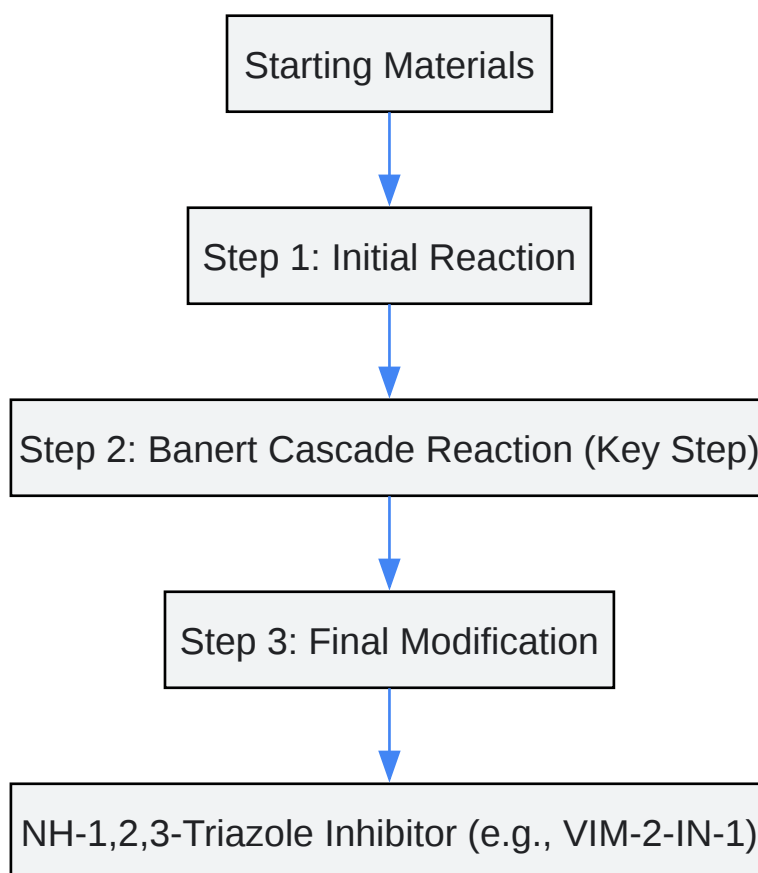 Starting Materials
Step 1: Initial Reaction
Step 2: Banert Cascade Reaction (Key Step)
Step 3: Final Modification
NH-1,2,3-Triazole Inhibitor (e.g., VIM-2-IN-1)